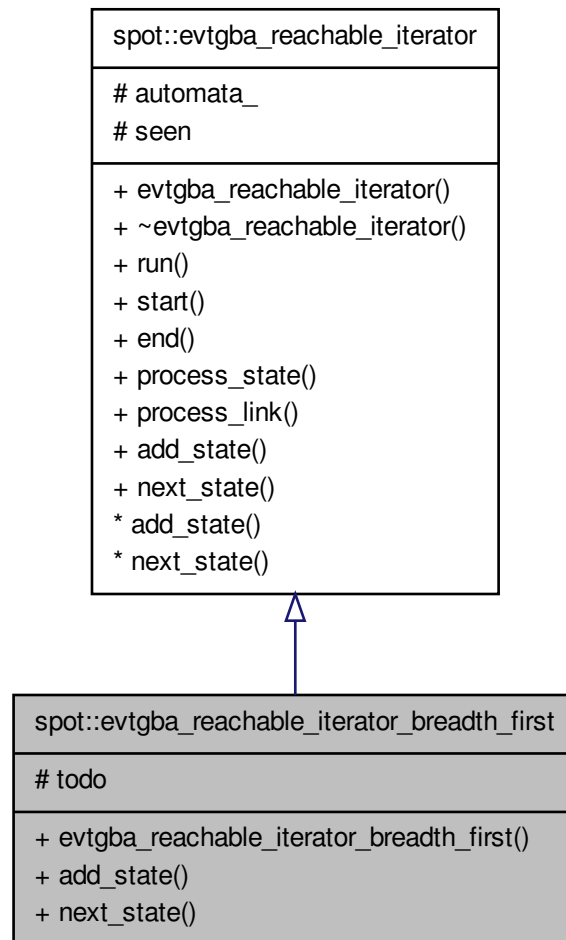 spot::evtgba_reachable_iterator
# automata_
# seen
+ evtgba_reachable_iterator()
+ ~evtgba_reachable_iterator()
+ run()
+ start()
+ end()
+ process_state()
+ process_link()
+ add_state()
+ next_state()
* add_state()
* next_state()
spot::evtgba_reachable_iterator_breadth_first
# todo
+ evtgba_reachable_iterator_breadth_first()
+ add_state()
+ next_state()